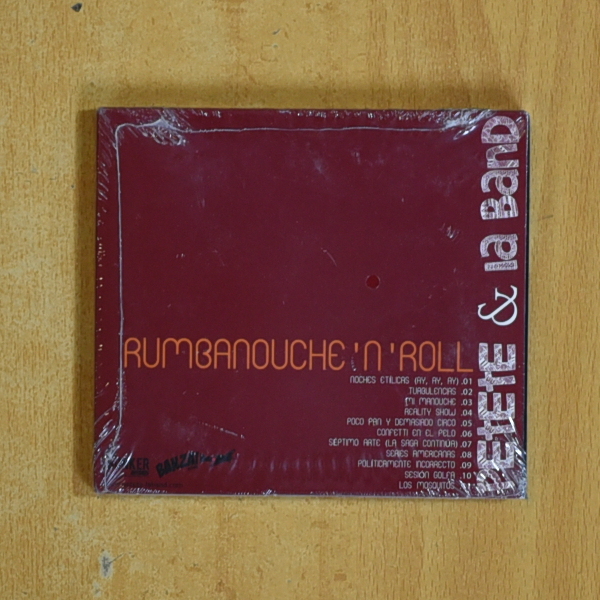 RUMBANOUCHE 'N' ROLL
NOCHES ETÍLICAS (AY, AY, AY) .01
TURBULENCIAS .02
MI MANOUCHE .03
REALITY SHOW .04
POCO PAN Y DEMASIADO CIRCO .05
CONFETTI EN EL PELO .06
SÉPTIMO ARTE (LA SAGA CONTINÚA) .07
SERIES AMERICANAS .08
POLITICAMENTE INCORRECTO .09
SESIÓN GOLFA .10
LOS MOSQUITOS
& la Band